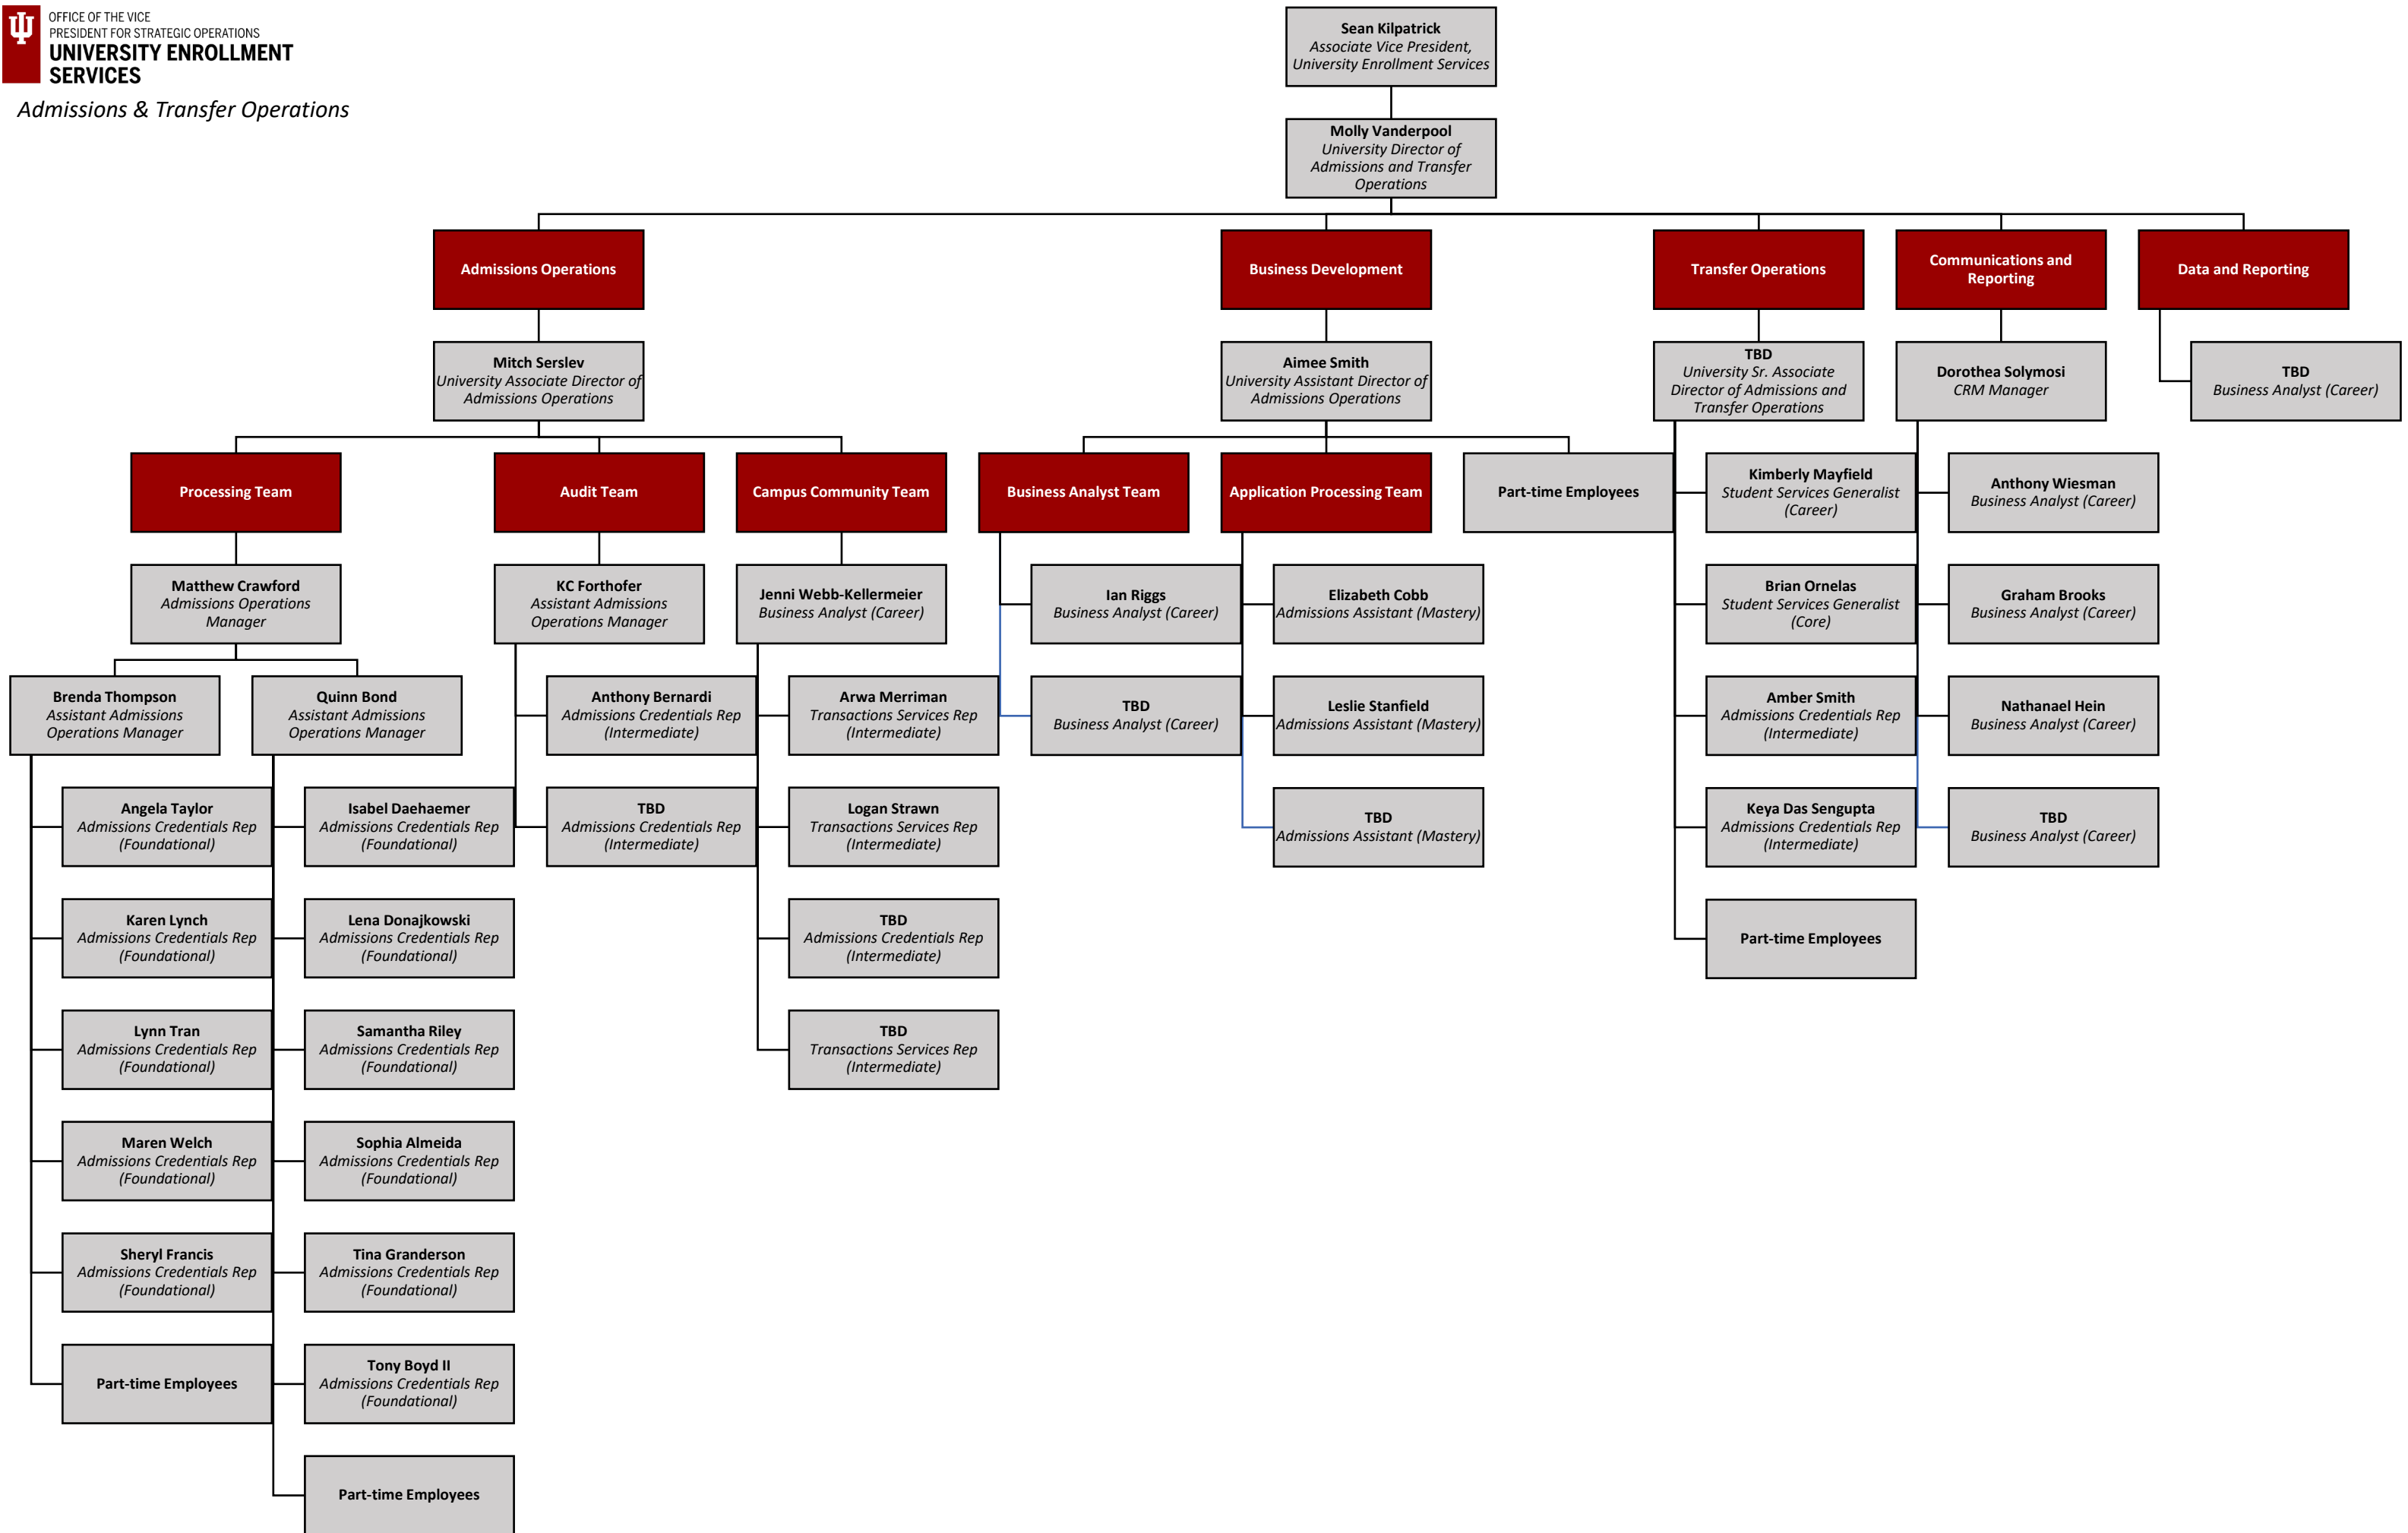 OFFICE OF THE VICE
PRESIDENT FOR STRATEGIC OPERATIONS
UNIVERSITY ENROLLMENT
SERVICES
Admissions & Transfer Operations
Sean Kilpatrick
Associate Vice President,
University Enrollment Services
Molly Vanderpool
University Director of
Admissions and Transfer
Operations
Admissions Operations
Business Development
Transfer Operations
Communications and
Reporting
Data and Reporting
Mitch Serslev
University Associate Director of
Admissions Operations
Aimee Smith
University Assistant Director of
Admissions Operations
TBD
University Sr. Associate
Director of Admissions and
Transfer Operations
Dorothea Solymosi
CRM Manager
TBD
Business Analyst (Career)
Processing Team
Audit Team
Campus Community Team
Business Analyst Team
Application Processing Team
Part-time Employees
Kimberly Mayfield
Student Services Generalist
(Career)
Anthony Wiesman
Business Analyst (Career)
Matthew Crawford
Admissions Operations
Manager
KC Forthofer
Assistant Admissions
Operations Manager
Jenni Webb-Kellermeier
Business Analyst (Career)
Ian Riggs
Business Analyst (Career)
Elizabeth Cobb
Admissions Assistant (Mastery)
Brian Ornelas
Student Services Generalist
(Core)
Graham Brooks
Business Analyst (Career)
Brenda Thompson
Assistant Admissions
Operations Manager
Quinn Bond
Assistant Admissions
Operations Manager
Anthony Bernardi
Admissions Credentials Rep
(Intermediate)
Arwa Merriman
Transactions Services Rep
(Intermediate)
TBD
Business Analyst (Career)
Leslie Stanfield
Admissions Assistant (Mastery)
Amber Smith
Admissions Credentials Rep
(Intermediate)
Nathanael Hein
Business Analyst (Career)
Angela Taylor
Admissions Credentials Rep
(Foundational)
Isabel Daehaemer
Admissions Credentials Rep
(Foundational)
TBD
Admissions Credentials Rep
(Intermediate)
Logan Strawn
Transactions Services Rep
(Intermediate)
TBD
Admissions Assistant (Mastery)
Keya Das Sengupta
Admissions Credentials Rep
(Intermediate)
TBD
Business Analyst (Career)
Karen Lynch
Admissions Credentials Rep
(Foundational)
Lena Donajkowski
Admissions Credentials Rep
(Foundational)
TBD
Admissions Credentials Rep
(Intermediate)
Part-time Employees
Lynn Tran
Admissions Credentials Rep
(Foundational)
Samantha Riley
Admissions Credentials Rep
(Foundational)
TBD
Transactions Services Rep
(Intermediate)
Maren Welch
Admissions Credentials Rep
(Foundational)
Sophia Almeida
Admissions Credentials Rep
(Foundational)
Sheryl Francis
Admissions Credentials Rep
(Foundational)
Tina Granderson
Admissions Credentials Rep
(Foundational)
Part-time Employees
Tony Boyd II
Admissions Credentials Rep
(Foundational)
Part-time Employees